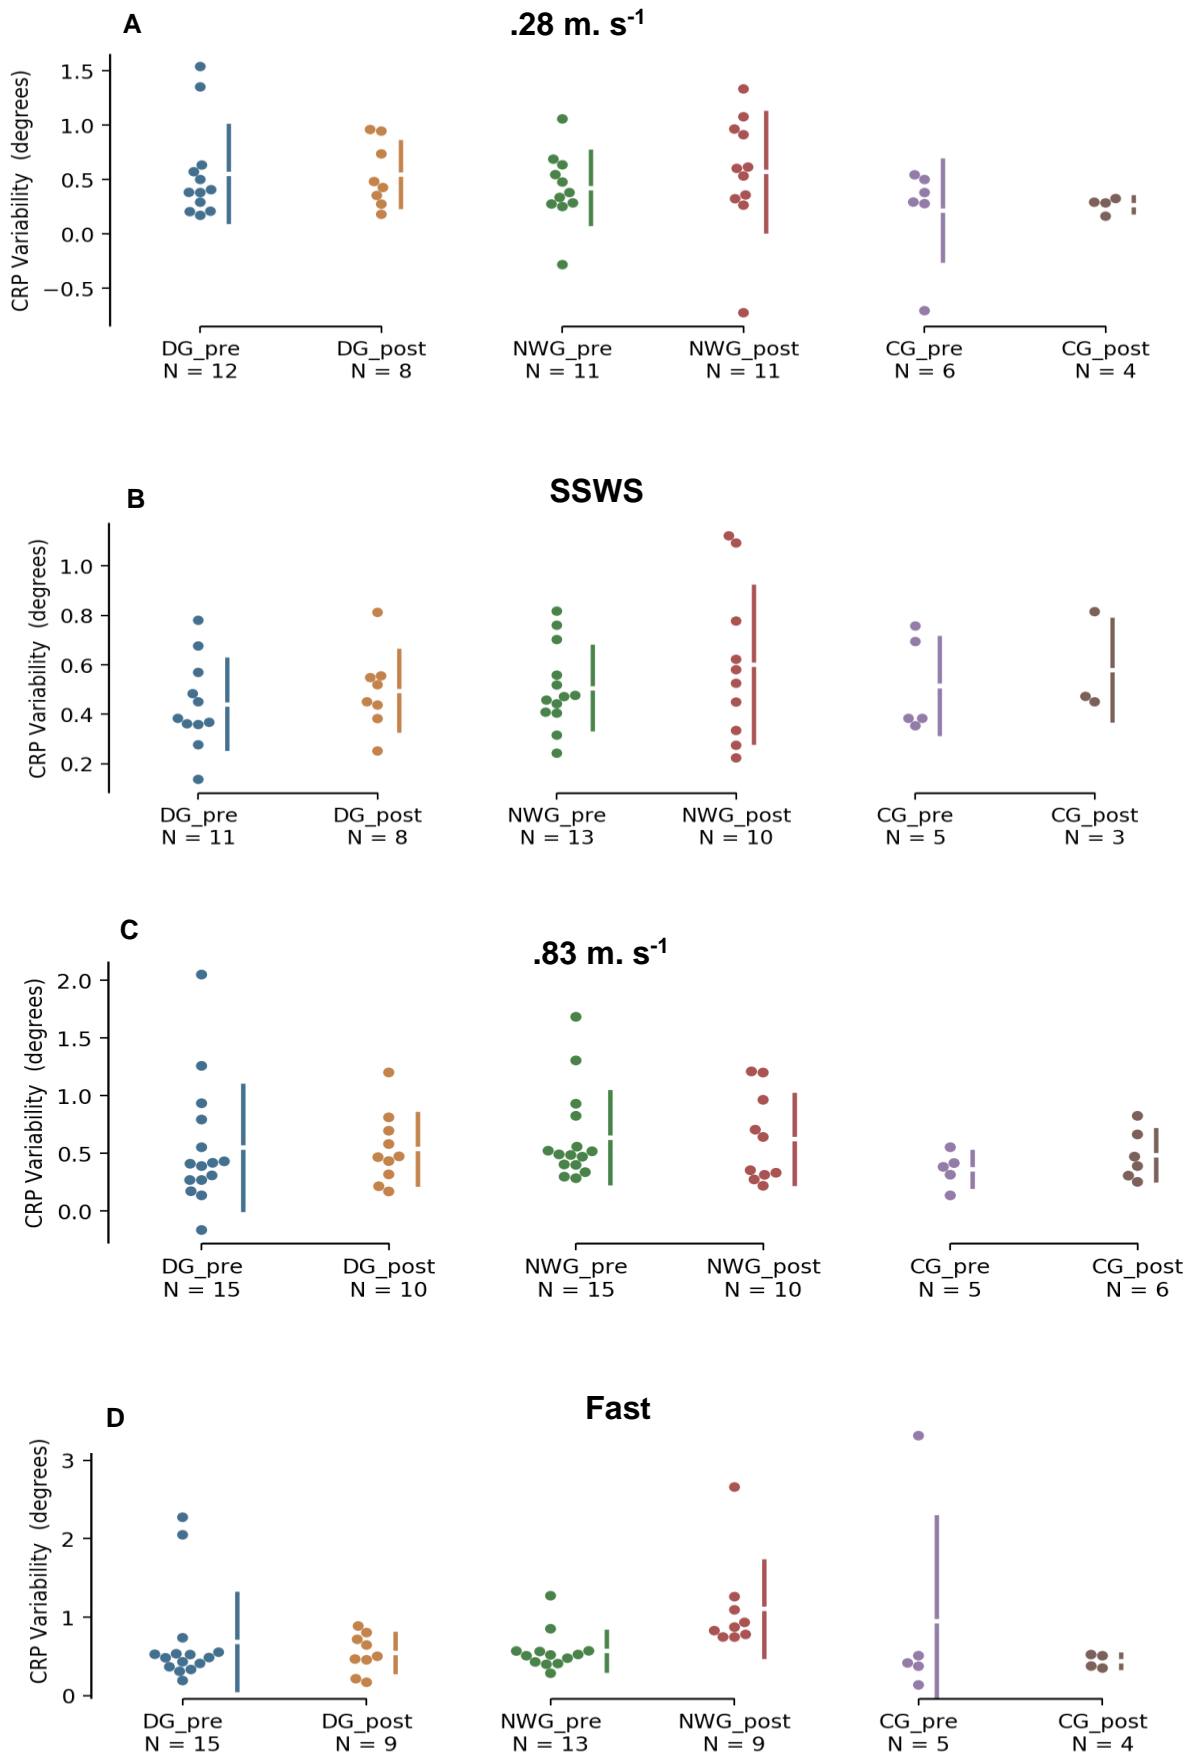 A
.28 m. s-1
CRP Variability (degrees)
1.5
1.0
0.5
0.0
−0.5
DG_pre DG_post NWG_pre NWG_post CG_pre CG_post
N = 12 N = 8 N = 11 N = 11 N = 6 N = 4
B
SSWS
CRP Variability (degrees)
1.0
0.8
0.6
0.4
0.2
DG_pre DG_post NWG_pre NWG_post CG_pre CG_post
N = 11 N = 8 N = 13 N = 10 N = 5 N = 3
C
.83 m. s-1
CRP Variability (degrees)
2.0
1.5
1.0
0.5
0.0
DG_pre DG_post NWG_pre NWG_post CG_pre CG_post
N = 15 N = 10 N = 15 N = 10 N = 5 N = 6
D
Fast
CRP Variability (degrees)
3
2
1
0
DG_pre DG_post NWG_pre NWG_post CG_pre CG_post
N = 15 N = 9 N = 13 N = 9 N = 5 N = 4